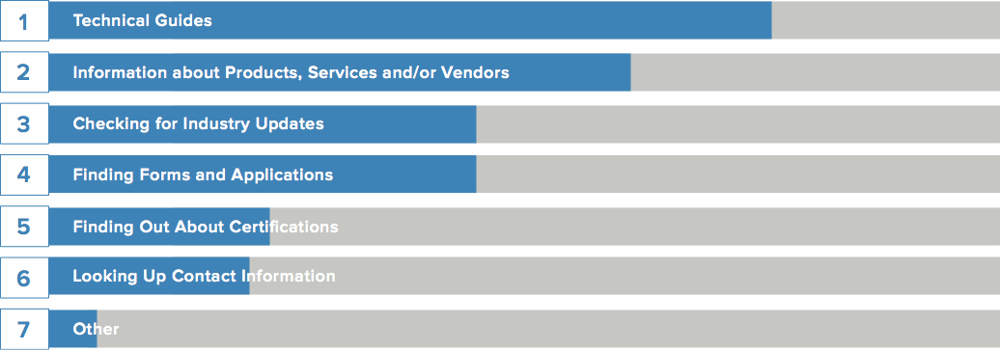 1 Technical Guides
2 Information about Products, Services and/or Vendors
3 Checking for Industry Updates
4 Finding Forms and Applications
5 Finding Out About Certifications
6 Looking Up Contact Information
7 Other